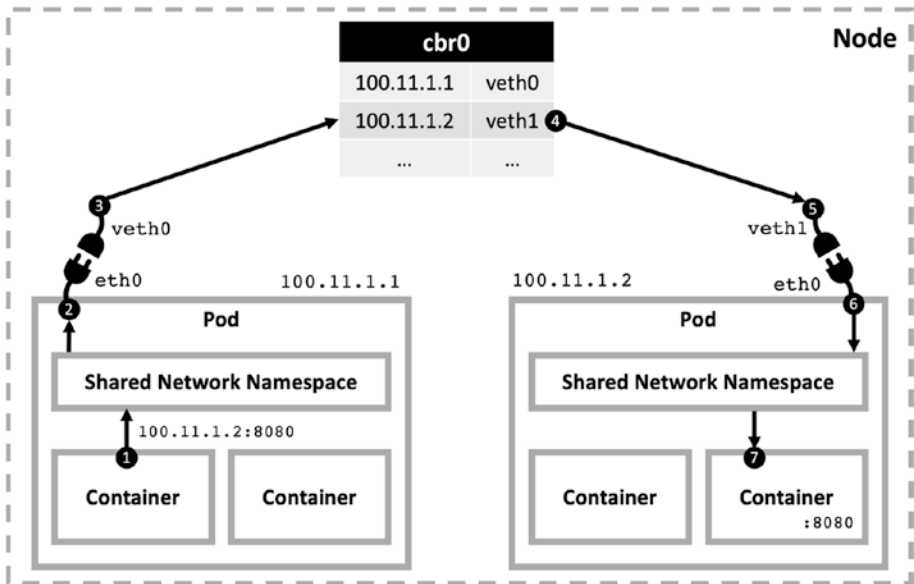 Node
cbr0
100.11.1.1 veth0
100.11.1.2 veth1 4
... ...
3
veth0
eth0
2
100.11.1.1
Pod
Shared Network Namespace
100.11.1.2:8080
1
Container Container
5
veth1
eth0
6
100.11.1.2
Pod
Shared Network Namespace
7
Container Container
:8080